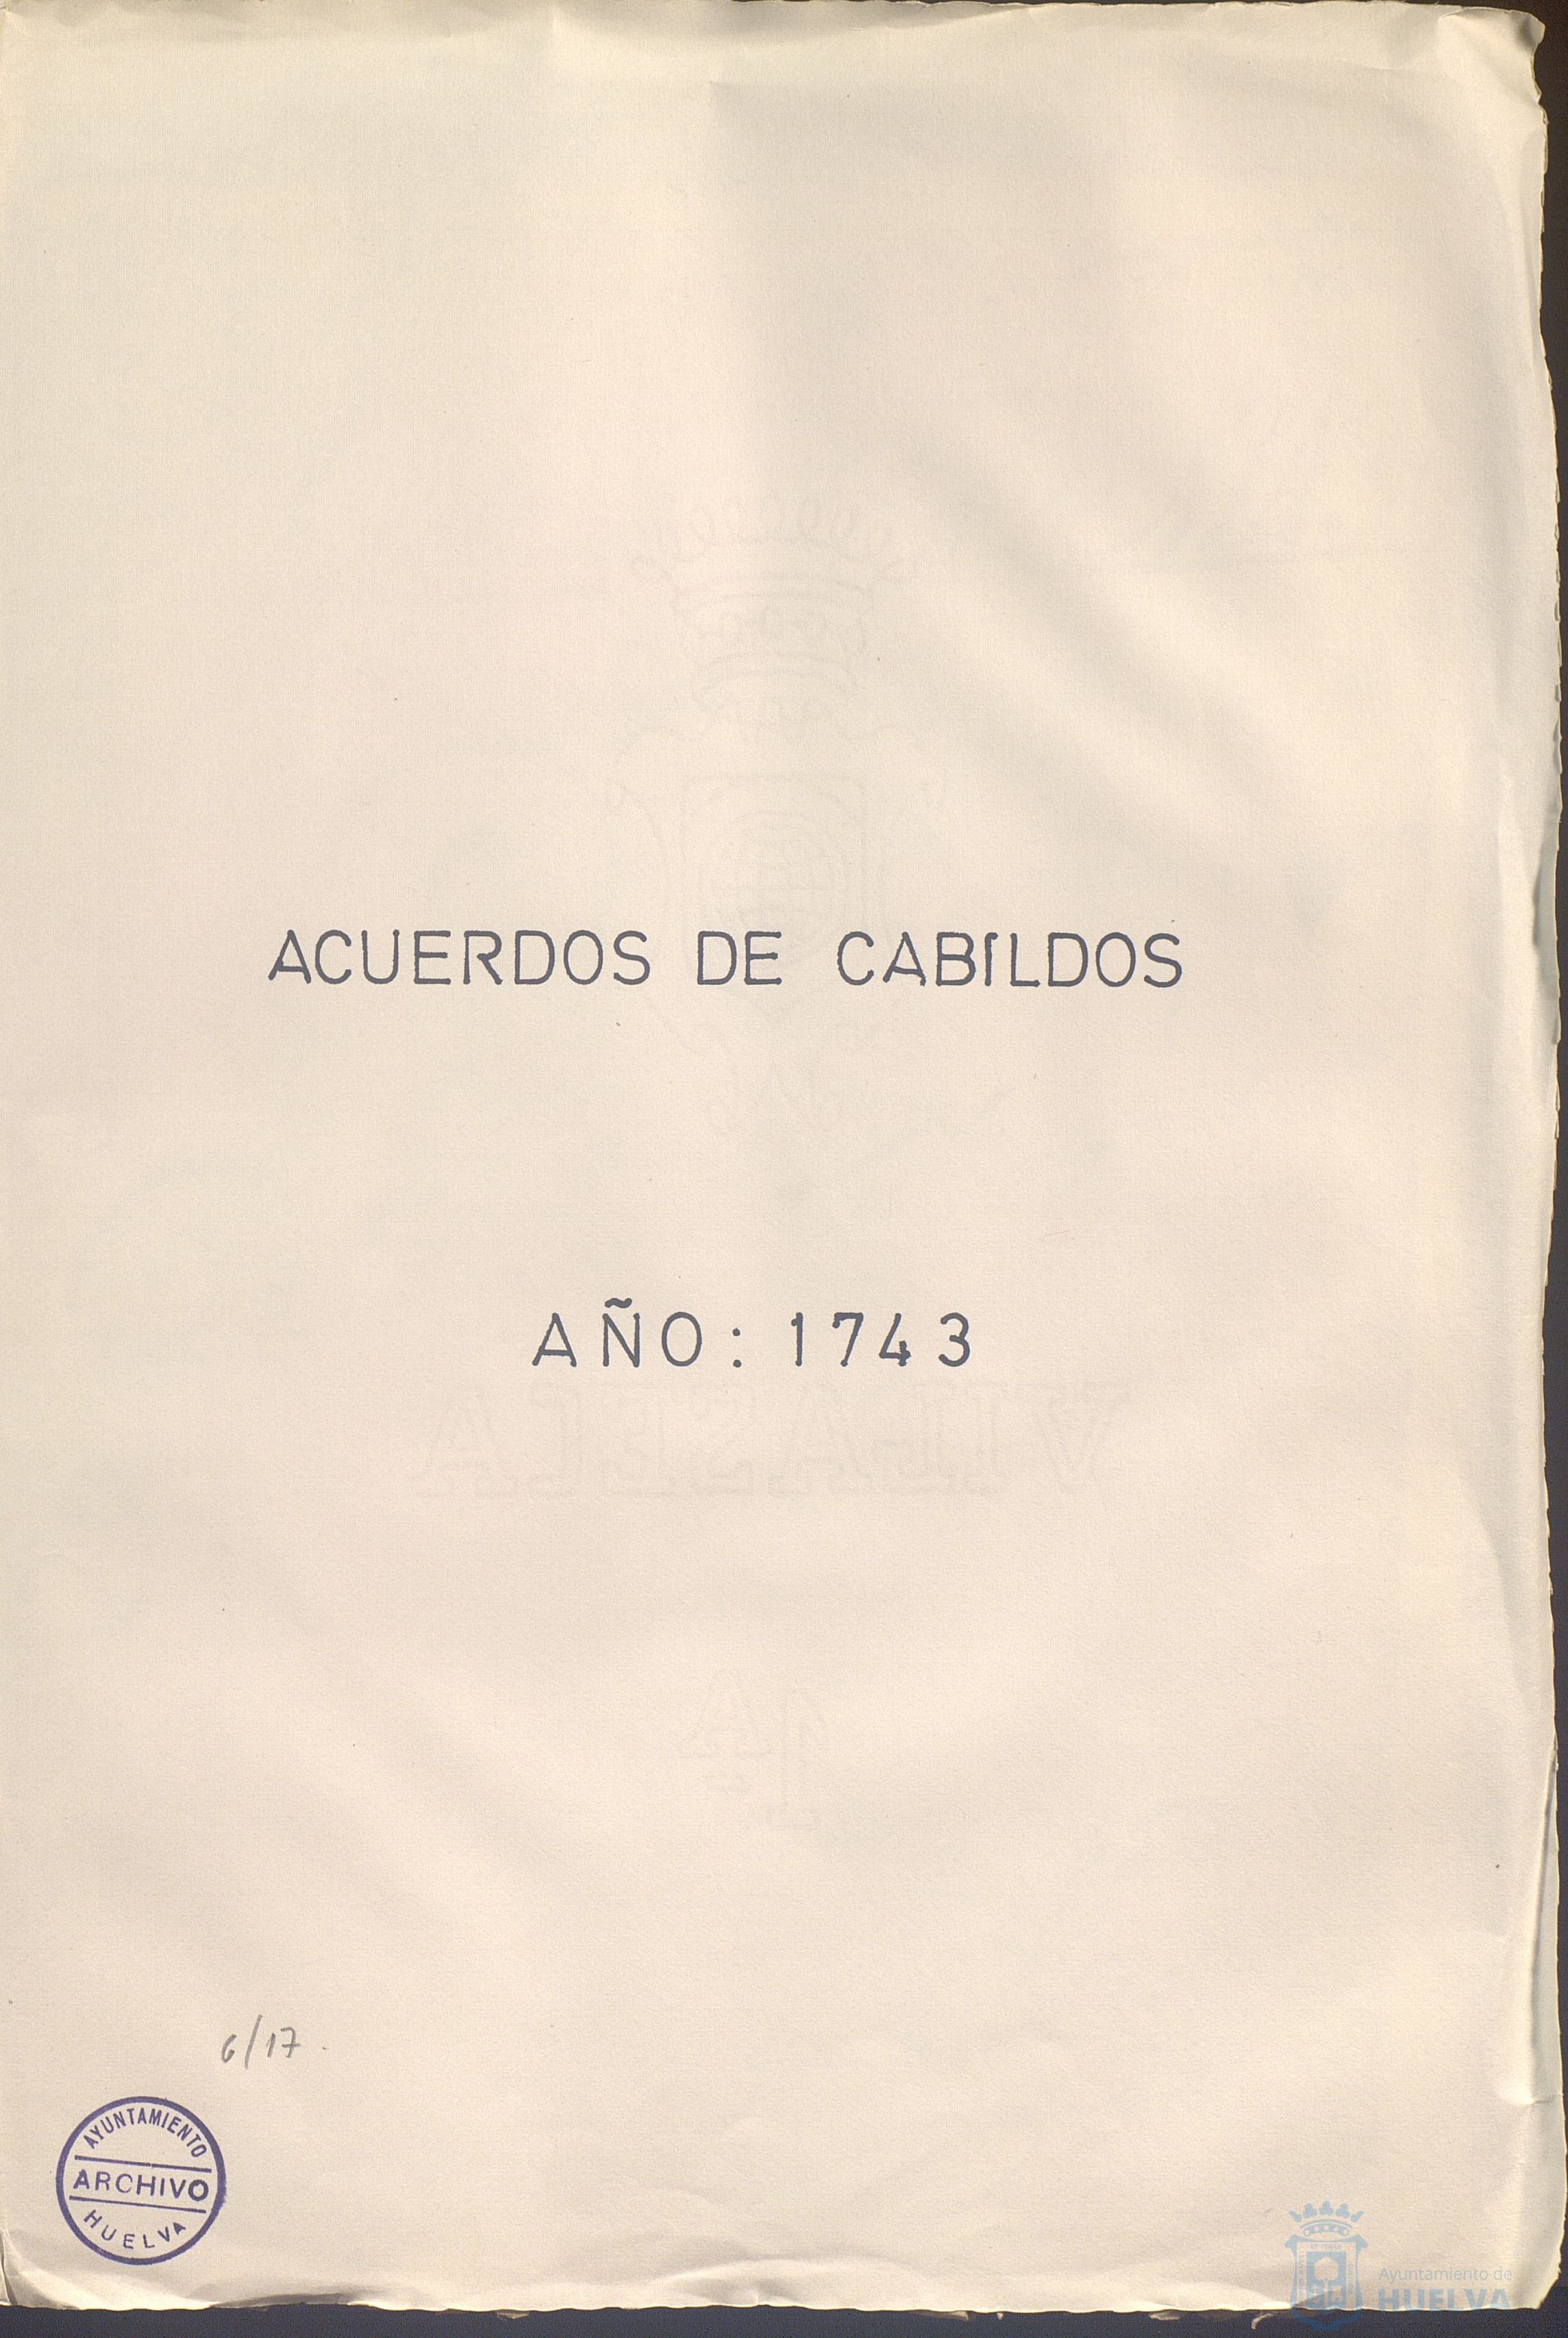 ACUERDOS DE CABILDOS
AÑO: 1743
6/17.
AYUNTAMIENTO
ARCHIVO
HUELVA
Ayuntamiento de
HUELVA